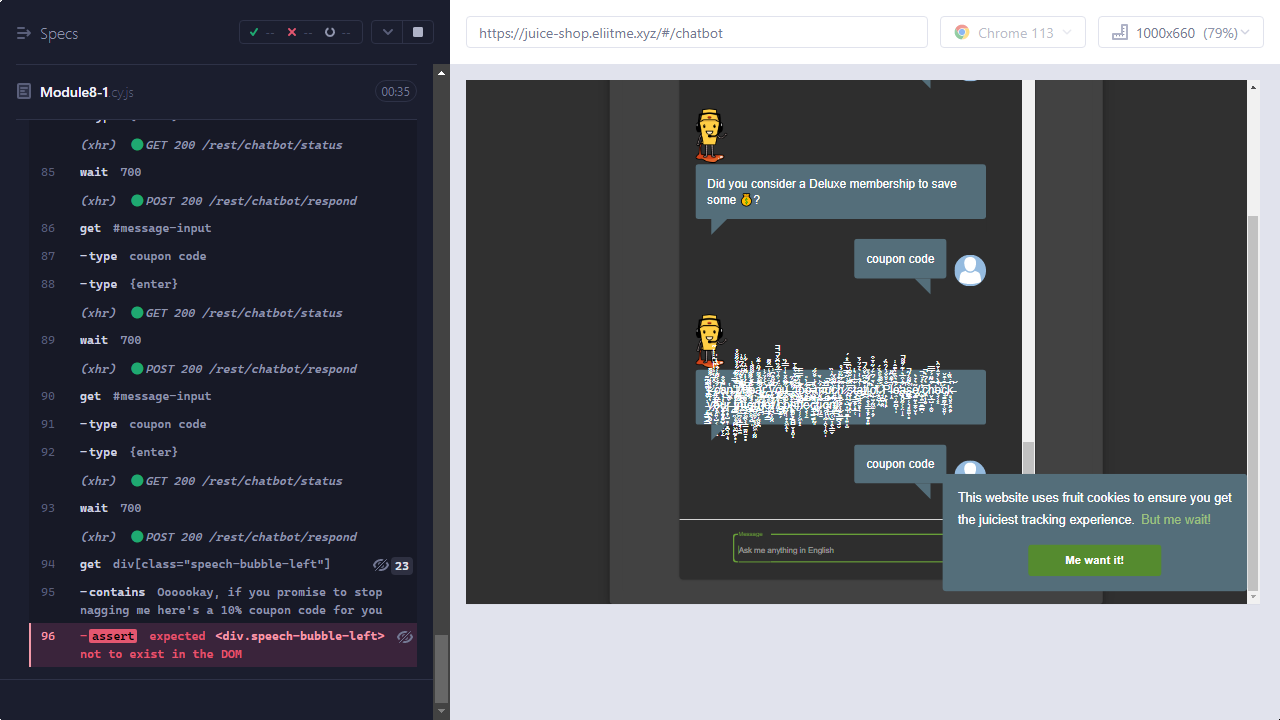 Specs
-- -- --
Module8-1.cy.js
00:35
(xhr) GET 200 /rest/chatbot/status
85 wait 700
(xhr) POST 200 /rest/chatbot/respond
86 get #message-input
87 -type coupon code
88 -type {enter}
(xhr) GET 200 /rest/chatbot/status
89 wait 700
(xhr) POST 200 /rest/chatbot/respond
90 get #message-input
91 -type coupon code
92 -type {enter}
(xhr) GET 200 /rest/chatbot/status
93 wait 700
(xhr) POST 200 /rest/chatbot/respond
94 get div[class="speech-bubble-left"] 23
95 -contains Oooookay, if you promise to stop
nagging me here's a 10% coupon code for you
96 -assert expected <div.speech-bubble-left>
not to exist in the DOM
https://juice-shop.eliitme.xyz/#/chatbot
Chrome 113
1000x660 (79%)
Did you consider a Deluxe membership to save
some 💰?
coupon code
coupon code
Message
Ask me anything in English
This website uses fruit cookies to ensure you get
the juiciest tracking experience. But me wait!
Me want it!